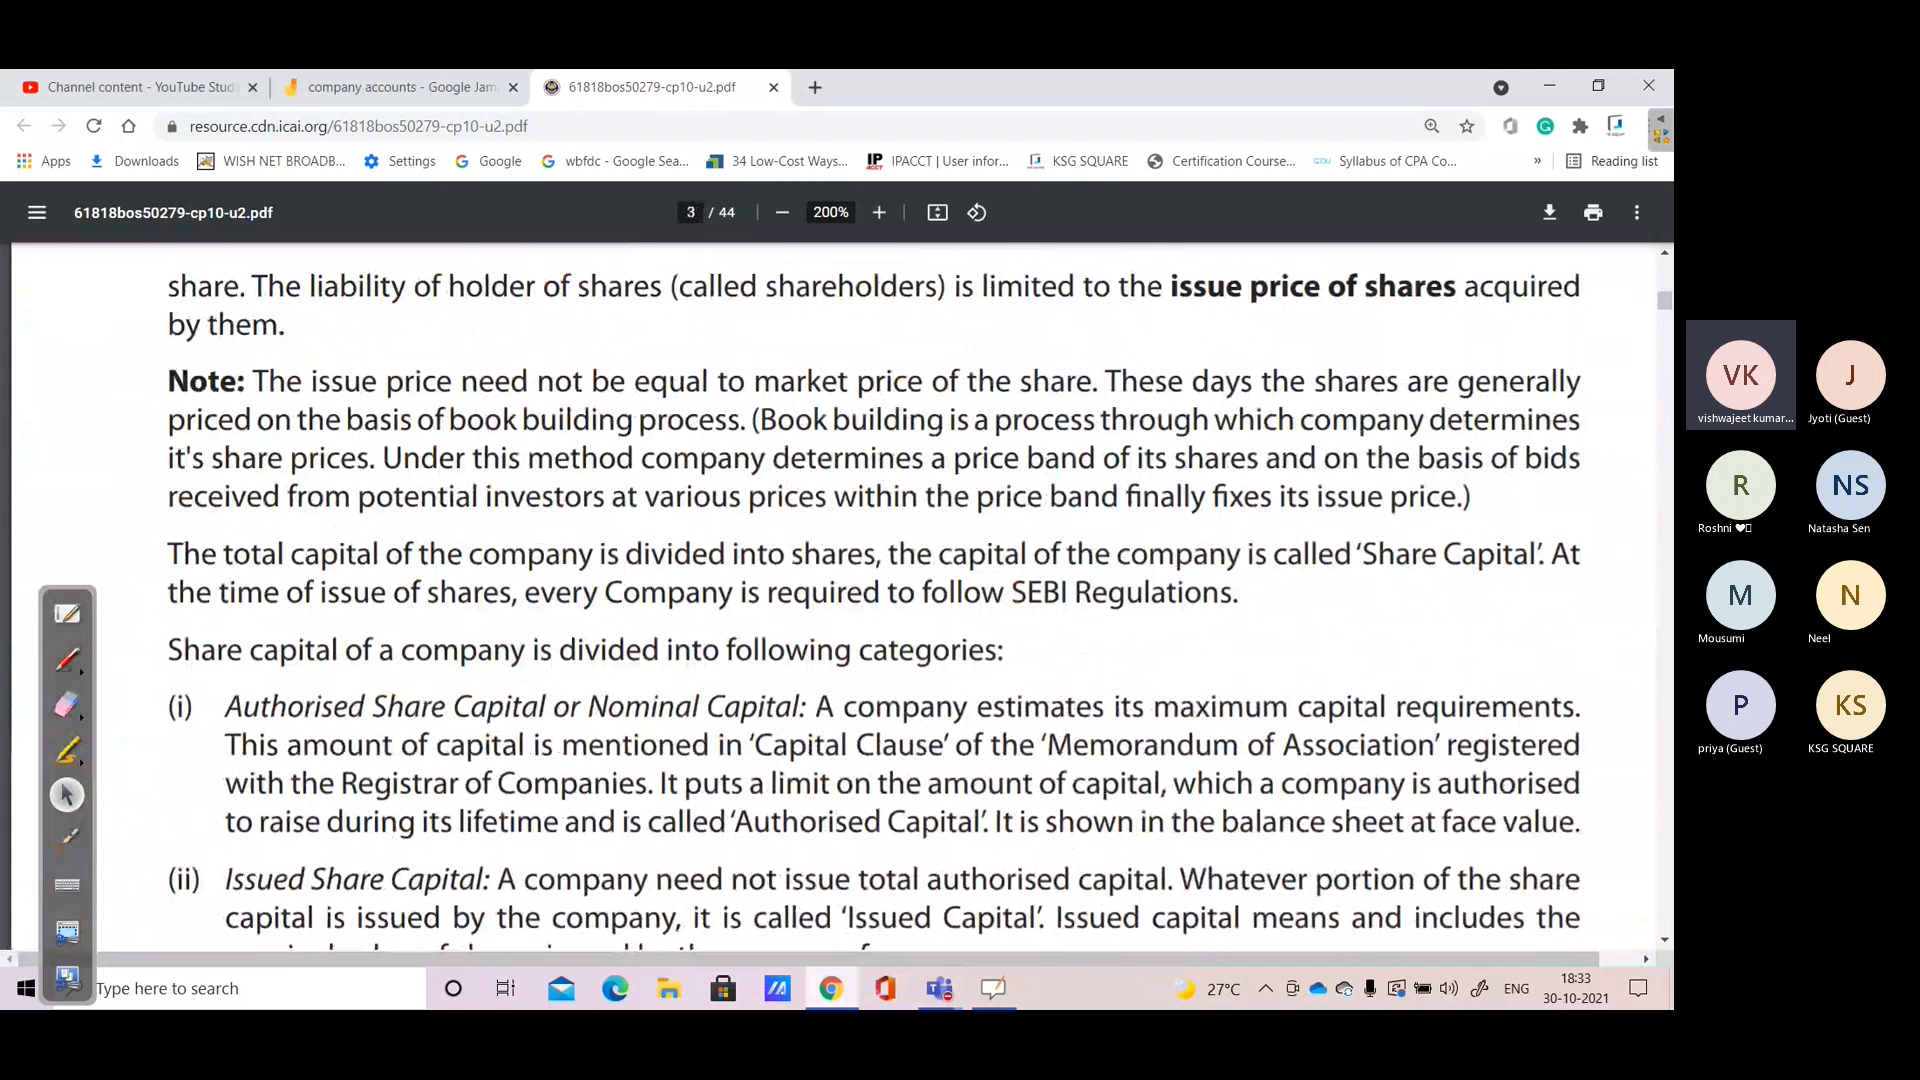 Channel content - YouTube Studi
company accounts - Google Jam
61818bos50279-cp10-u2.pdf
resource.cdn.icai.org/61818bos50279-cp10-u2.pdf
Apps
Downloads
WISH NET BROADB...
Settings
Google
wbfdc - Google Sea...
34 Low-Cost Ways...
IP
ACCT
IPACCT | User infor...
KSG SQUARE
Certification Course...
Syllabus of CPA Co...
»
Reading list
61818bos50279-cp10-u2.pdf
3 / 44
200%
share. The liability of holder of shares (called shareholders) is limited to the issue price of shares acquired
by them.
Note: The issue price need not be equal to market price of the share. These days the shares are generally
priced on the basis of book building process. (Book building is a process through which company determines
it's share prices. Under this method company determines a price band of its shares and on the basis of bids
received from potential investors at various prices within the price band finally fixes its issue price.)
The total capital of the company is divided into shares, the capital of the company is called 'Share Capital'. At
the time of issue of shares, every Company is required to follow SEBI Regulations.
Share capital of a company is divided into following categories:
(i) Authorised Share Capital or Nominal Capital: A company estimates its maximum capital requirements.
This amount of capital is mentioned in 'Capital Clause' of the 'Memorandum of Association' registered
with the Registrar of Companies. It puts a limit on the amount of capital, which a company is authorised
to raise during its lifetime and is called 'Authorised Capital'. It is shown in the balance sheet at face value.
(ii) Issued Share Capital: A company need not issue total authorised capital. Whatever portion of the share
capital is issued by the company, it is called 'Issued Capital'. Issued capital means and includes the
VK
vishwajeet kumar...
J
Jyoti (Guest)
R
Roshni ❤
NS
Natasha Sen
M
Mousumi
N
Neel
P
priya (Guest)
KS
KSG SQUARE
Type here to search
27°C
ENG
18:33
30-10-2021